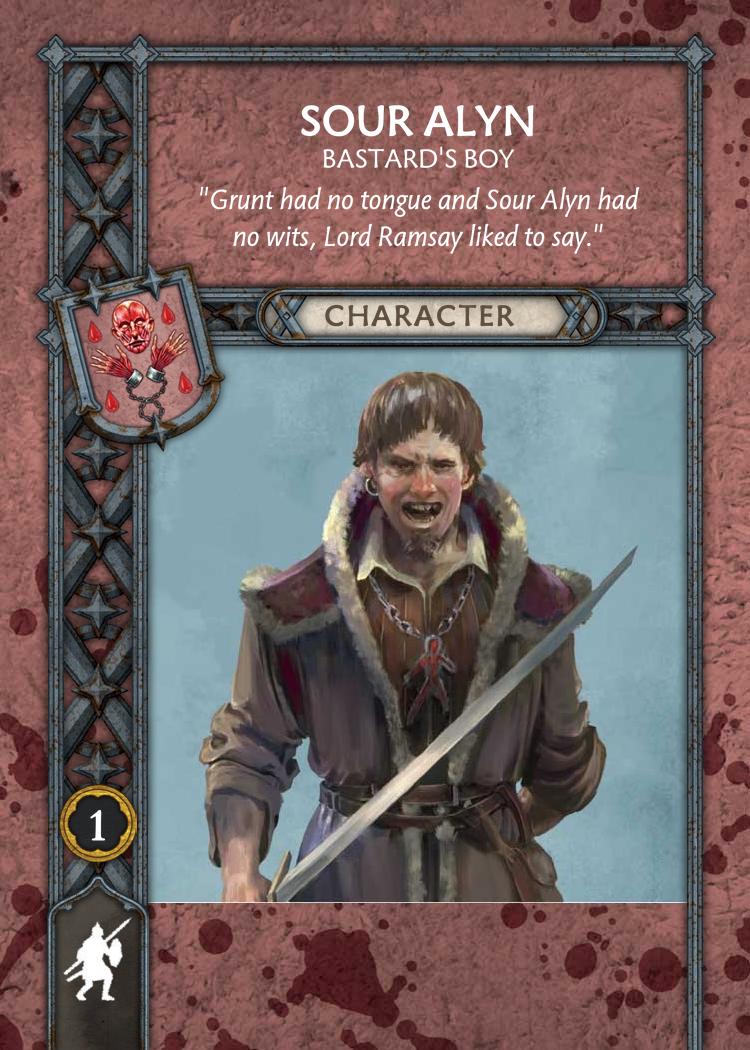 SOUR ALYN
BASTARD'S BOY
"Grunt had no tongue and Sour Alyn had
no wits, Lord Ramsay liked to say."
CHARACTER
1